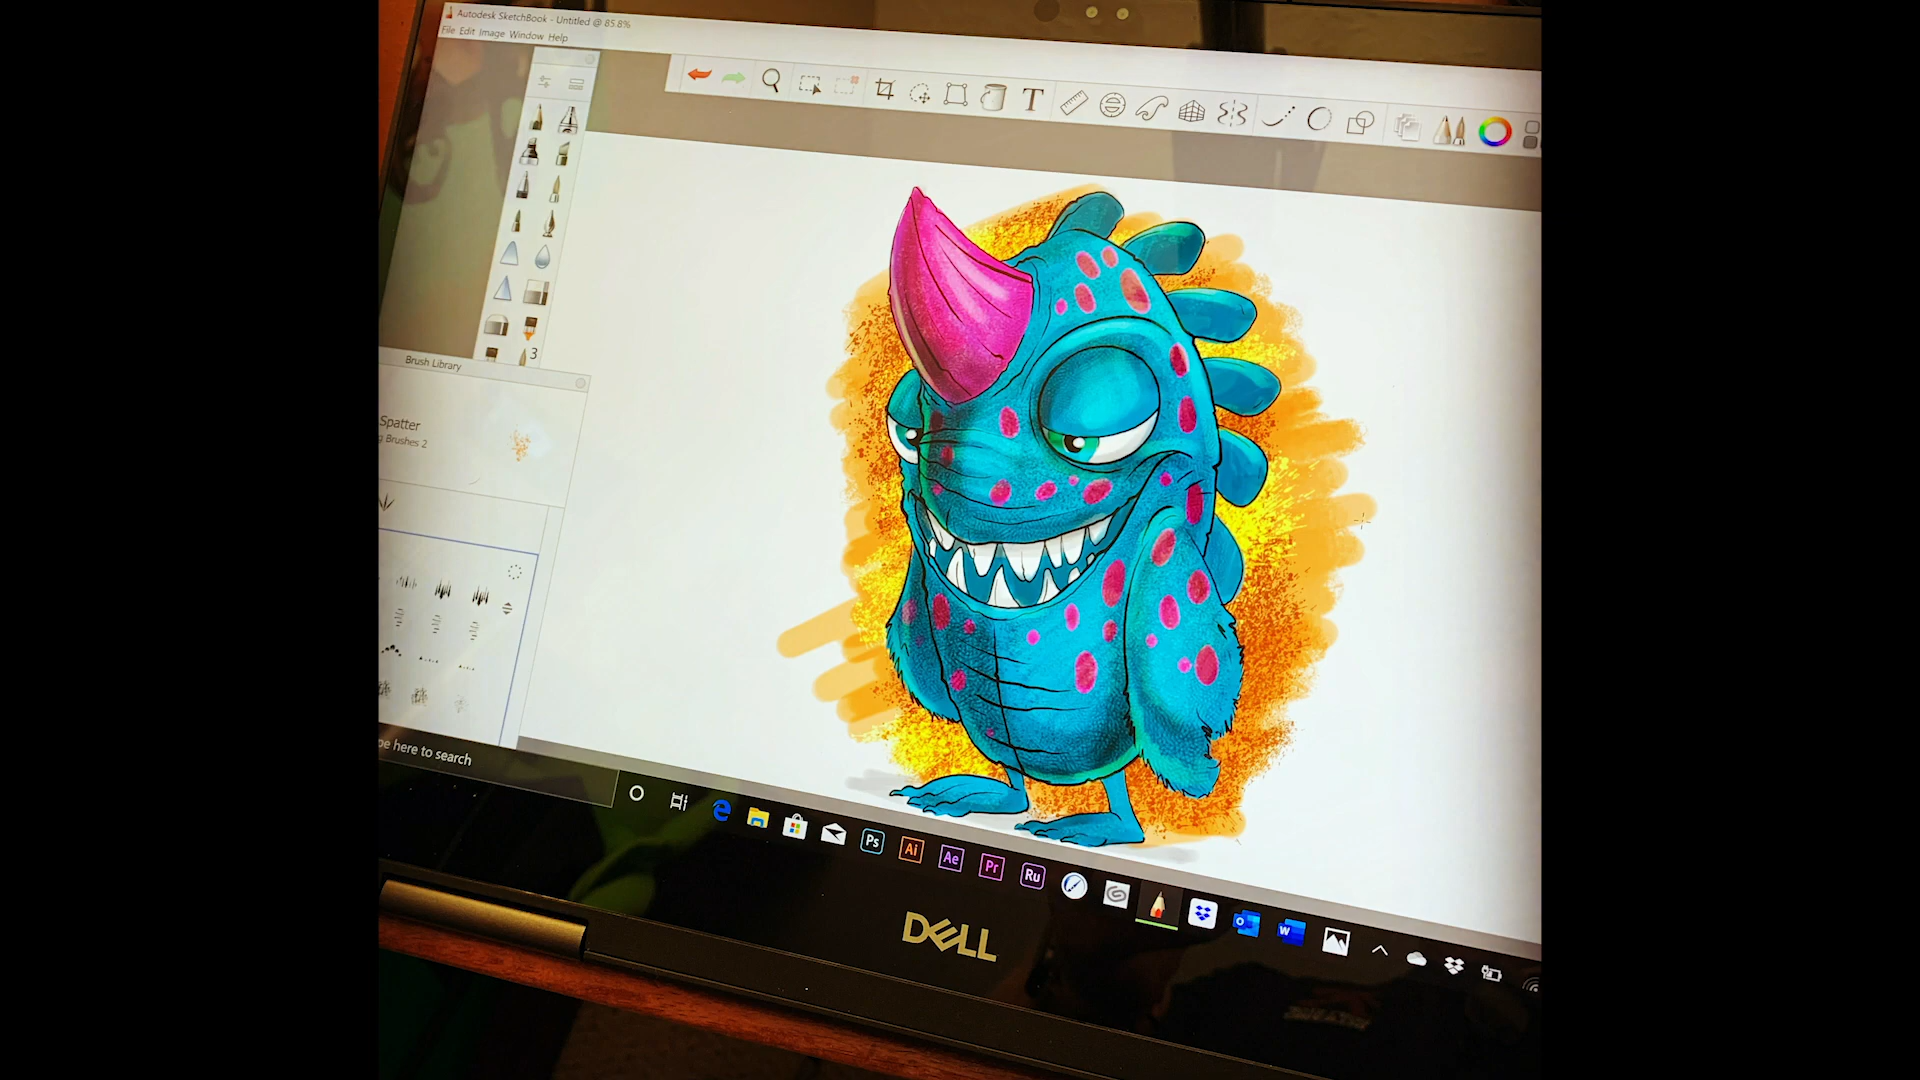 Autodesk SketchBook - Untitled @ 85.8%
File Edit Image Window Help
T
3
Brush Library
Spatter
g Brushes 2
pe here to search
Ps
Ai
Ae
Pr
Ru
O
W
DELL